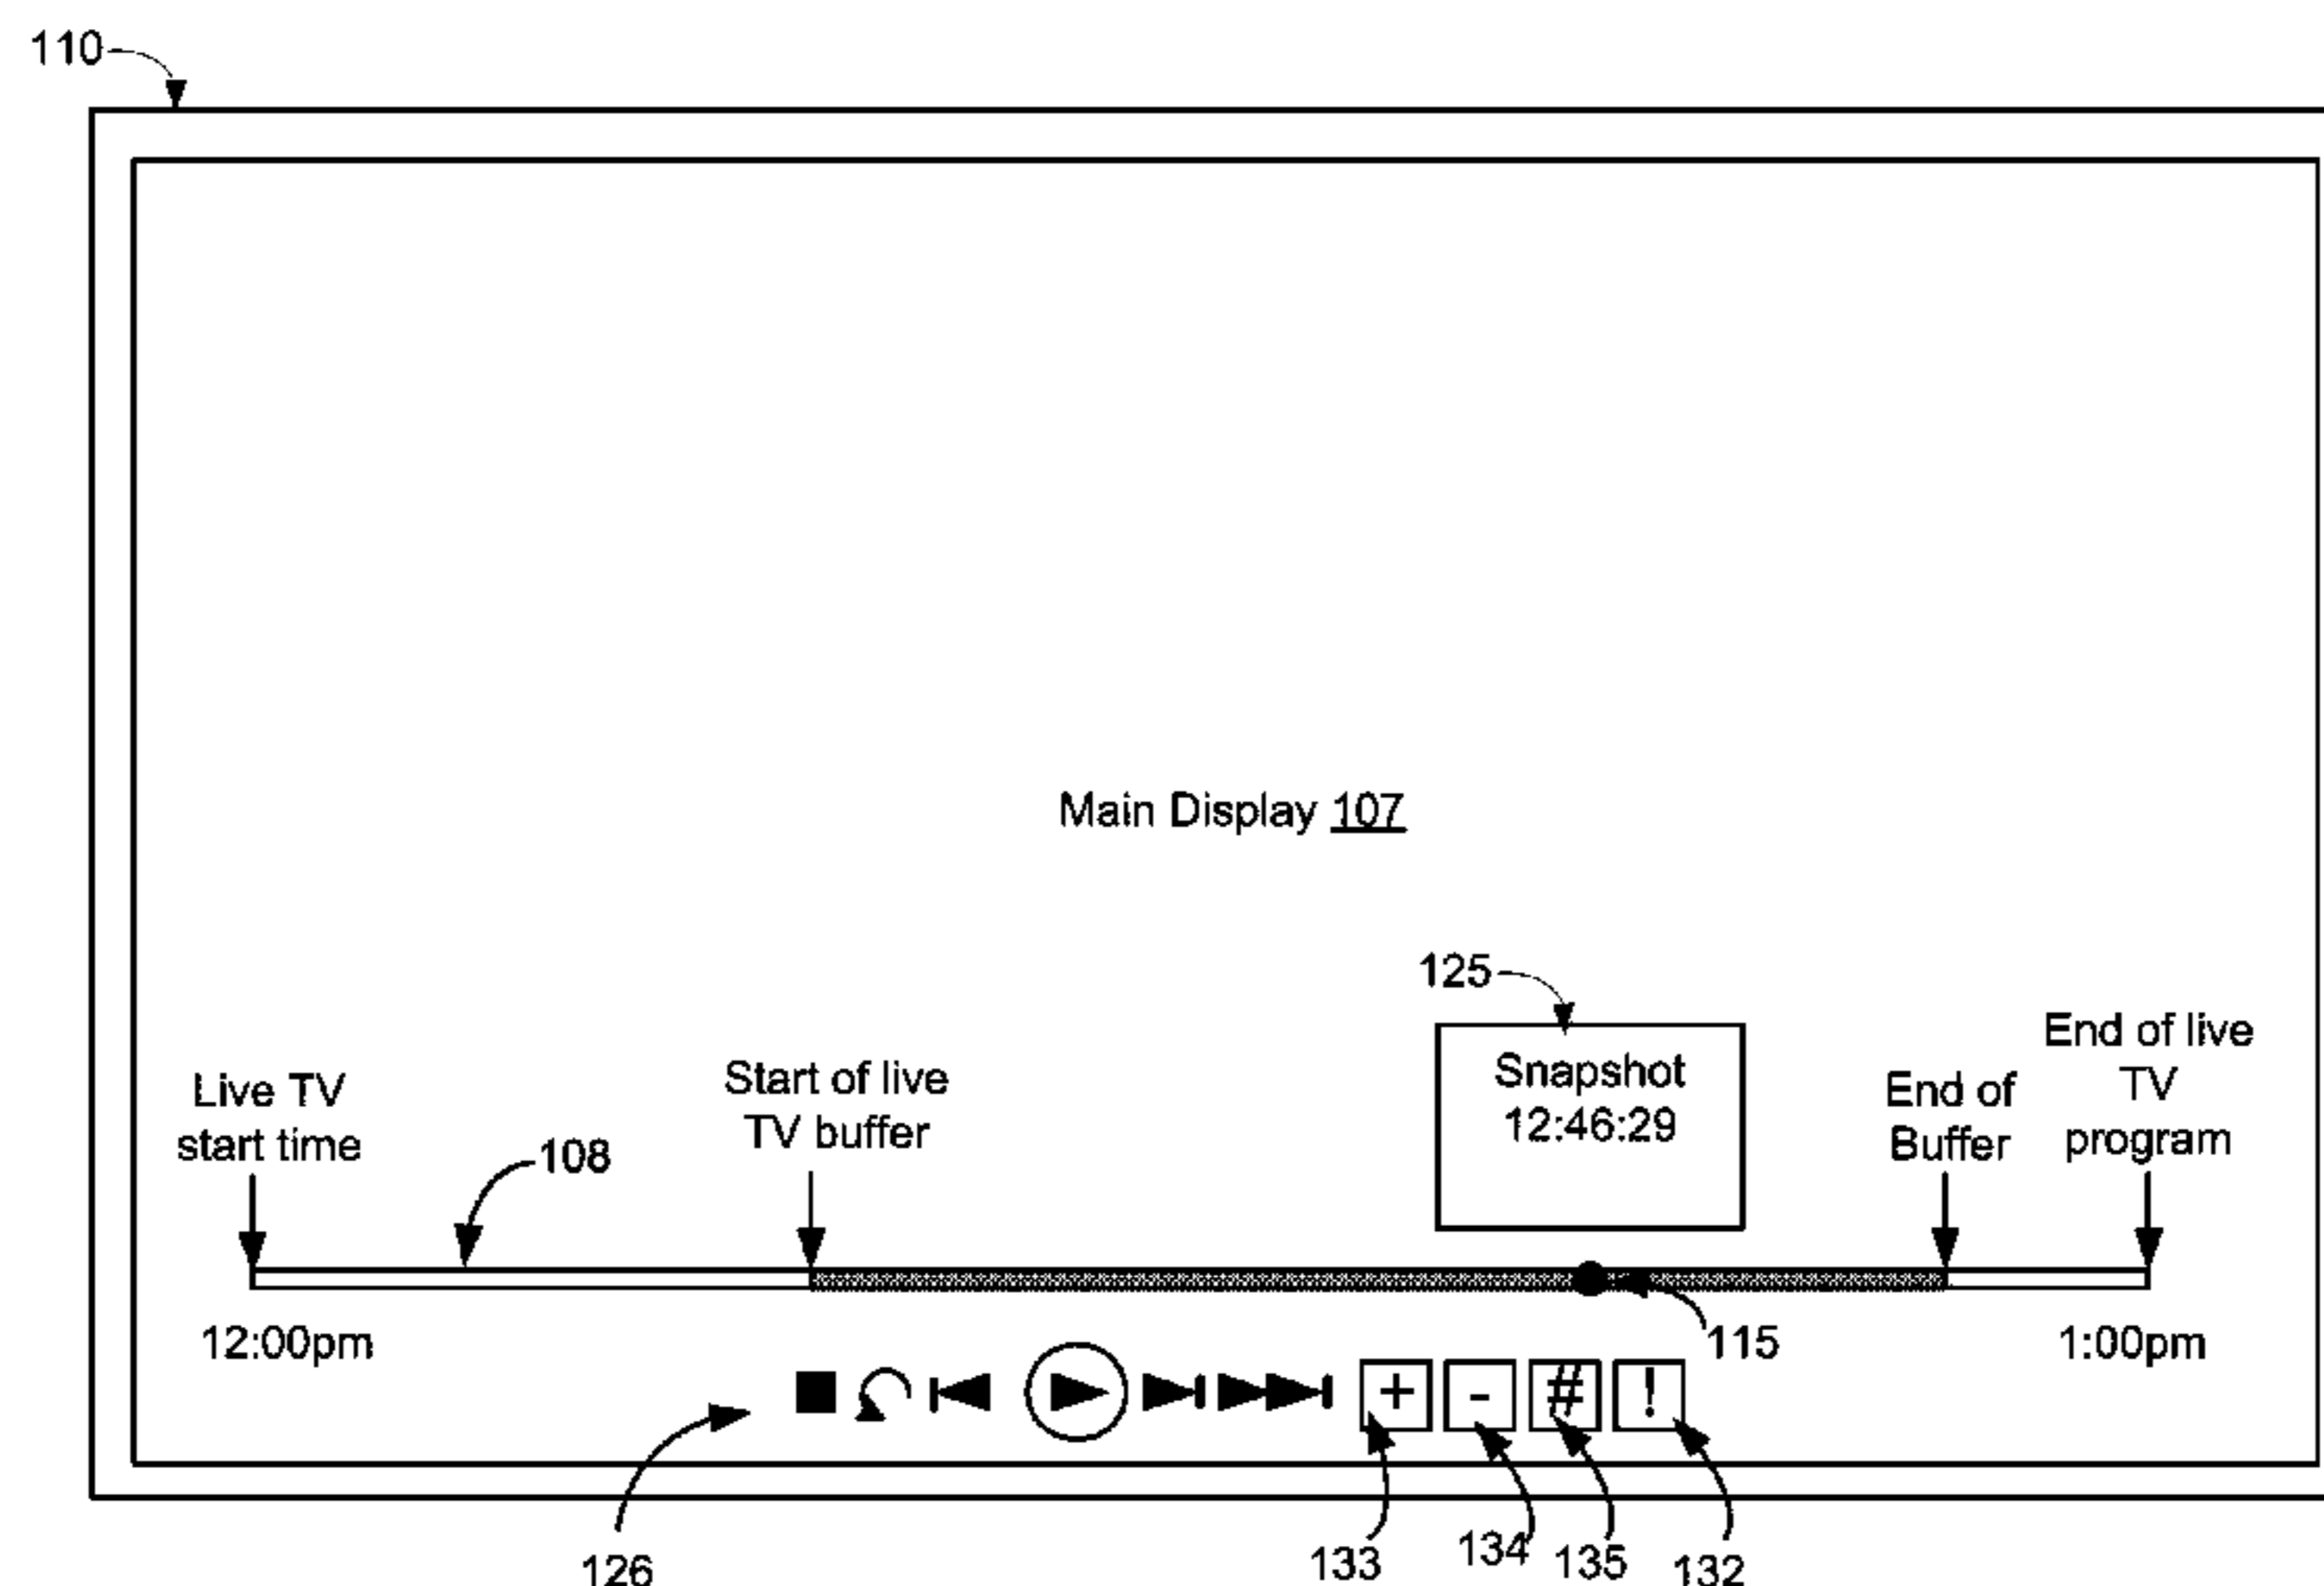 110
Main Display 107
125
Snapshot
12:46:29
Live TV
start time
108
Start of live
TV buffer
End of
Buffer
End of live
TV
program
12:00pm
115
1:00pm
+ - # !
126
133
134
135
132